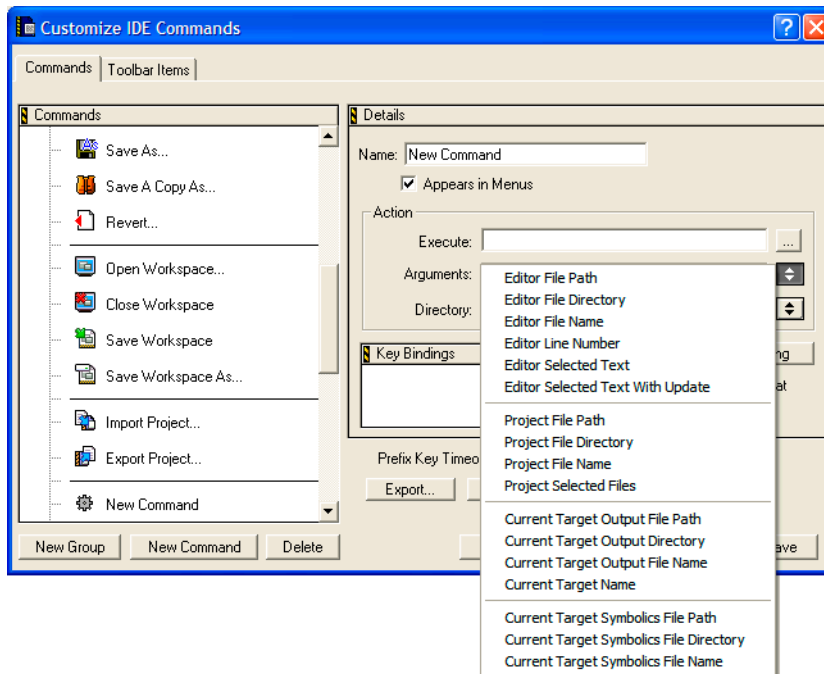 Customize IDE Commands
Commands
Toolbar Items
Commands
Save As...
Save A Copy As...
Revert...
Open Workspace...
Close Workspace
Save Workspace
Save Workspace As...
Import Project...
Export Project...
New Command
New Group
New Command
Delete
Details
Name: New Command
Appears in Menus
Action
Execute:
...
Arguments:
Directory:
Key Bindings
Prefix Key Timeo
Export...
Editor File Path
Editor File Directory
Editor File Name
Editor Line Number
Editor Selected Text
Editor Selected Text With Update
Project File Path
Project File Directory
Project File Name
Project Selected Files
Current Target Output File Path
Current Target Output Directory
Current Target Output File Name
Current Target Name
Current Target Symbolics File Path
Current Target Symbolics File Directory
Current Target Symbolics File Name
ng
at
ave